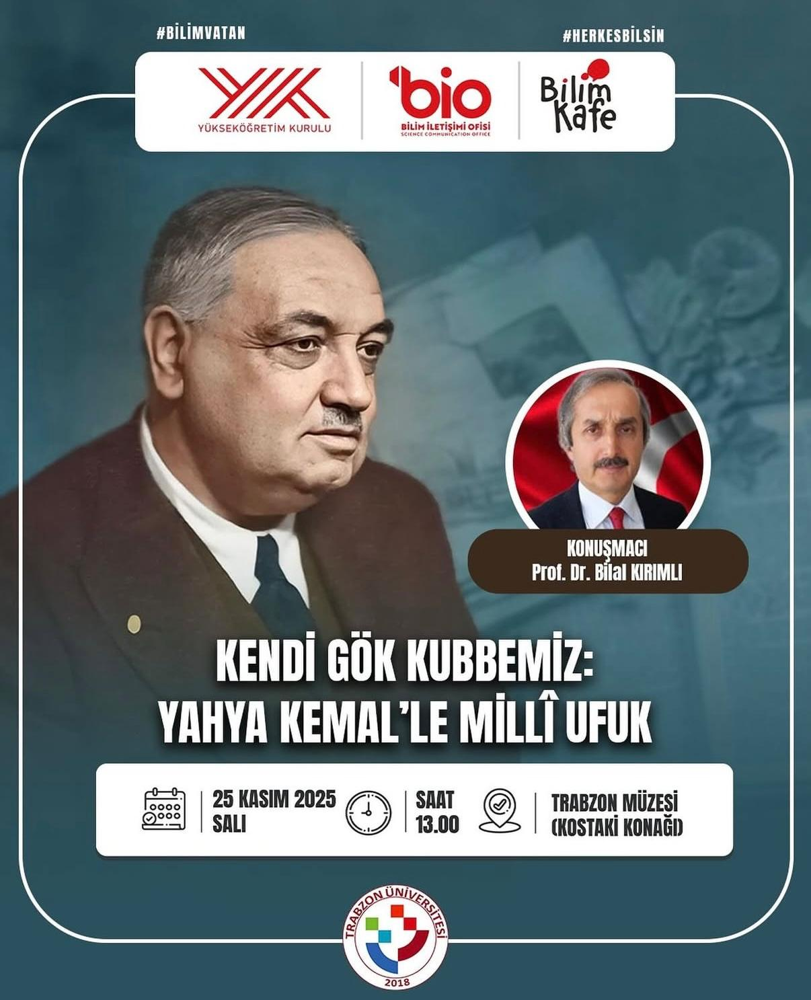 #BİLİMVATAN
#HERKESBİLSİN
YÜKSEKÖĞRETİM KURULU
bio
BİLİM İLETİŞİMİ OFİSİ
SCIENCE COMMUNICATION OFFICE
Bilim
Kafe
KONUŞMACI
Prof. Dr. Bilal KIRIMLI
KENDİ GÖK KUBBEMİZ:
YAHYA KEMAL'LE MİLLÎ UFUK
25 KASIM 2025
SALI
SAAT
13.00
TRABZON MÜZESİ
(KOSTAKİ KONAĞI)
TRABZON ÜNİVERSİTESİ
2018